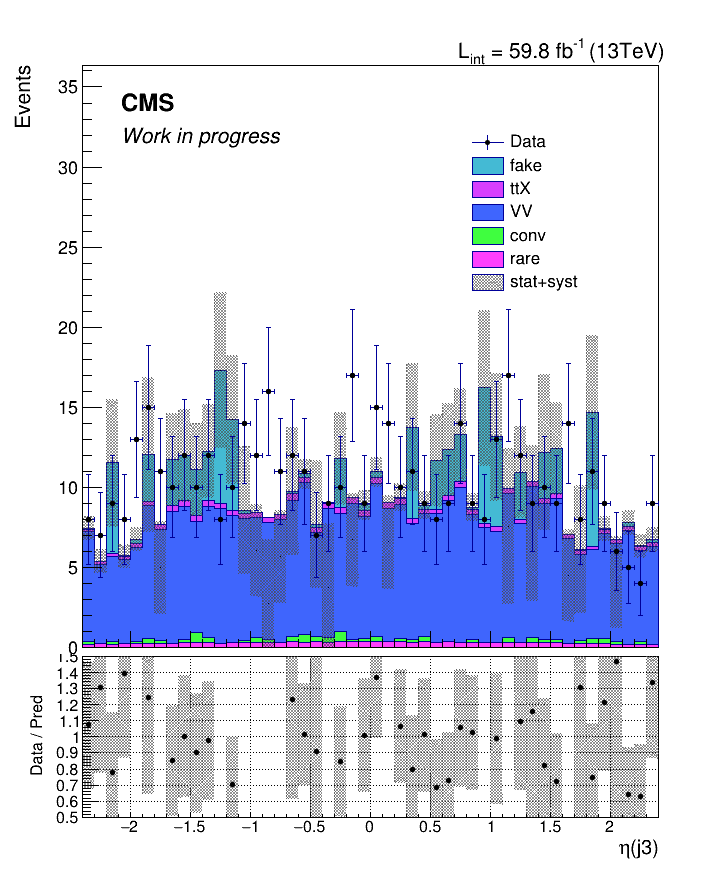 L_int = 59.8 fb^-1 (13TeV)
Events
CMS
Work in progress
Data
fake
ttX
VV
conv
rare
stat+syst
35
30
25
20
15
10
5
0
Data / Pred
1.5
1.4
1.3
1.2
1.1
1
0.9
0.8
0.7
0.6
0.5
−2 −1.5 −1 −0.5 0 0.5 1 1.5 2
η(j3)